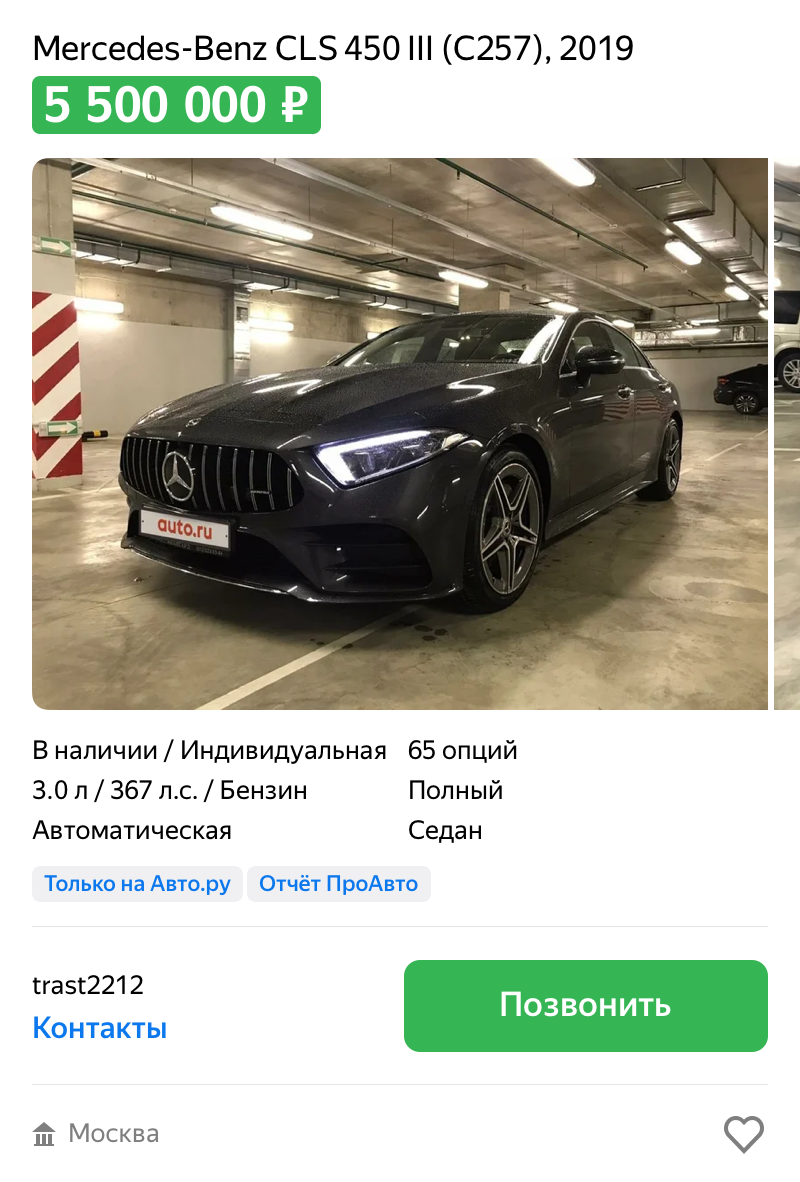 Mercedes-Benz CLS 450 III (C257), 2019
5 500 000 ₽
auto.ru
В наличии / Индивидуальная
65 опций
3.0 л / 367 л.с. / Бензин
Полный
Автоматическая
Седан
Только на Авто.ру
Отчёт ПроАвто
trast2212
Контакты
Позвонить
Москва